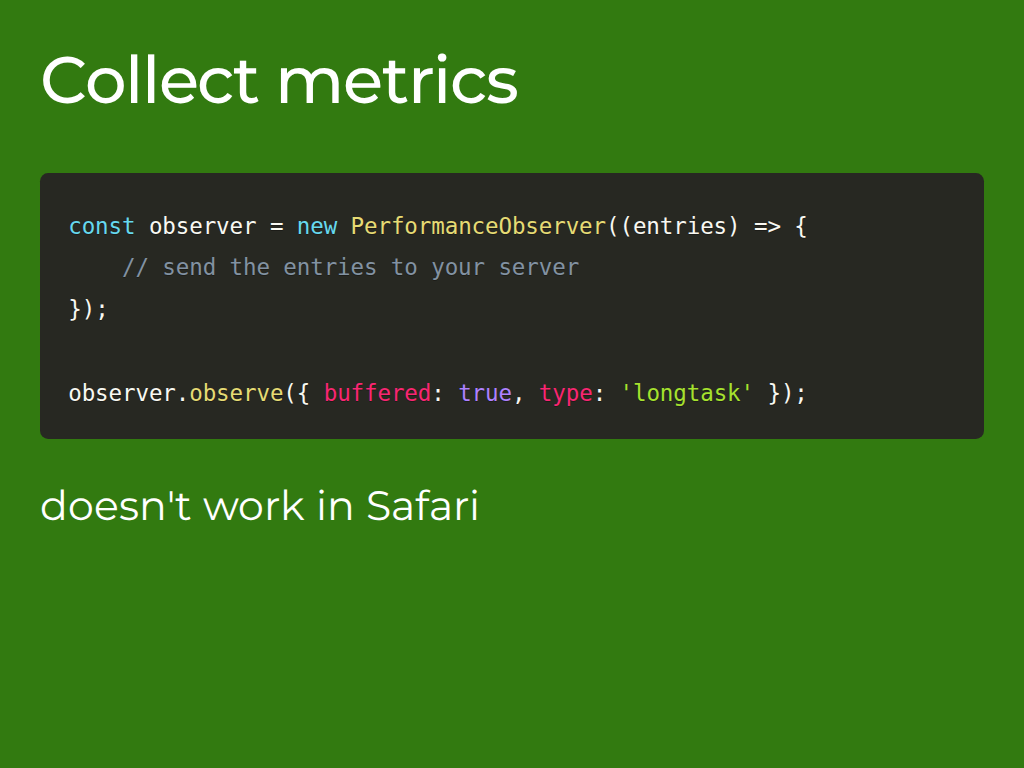 Collect metrics
const observer = new PerformanceObserver((entries) => {
    // send the entries to your server
});
observer.observe({ buffered: true, type: 'longtask' });
doesn't work in Safari